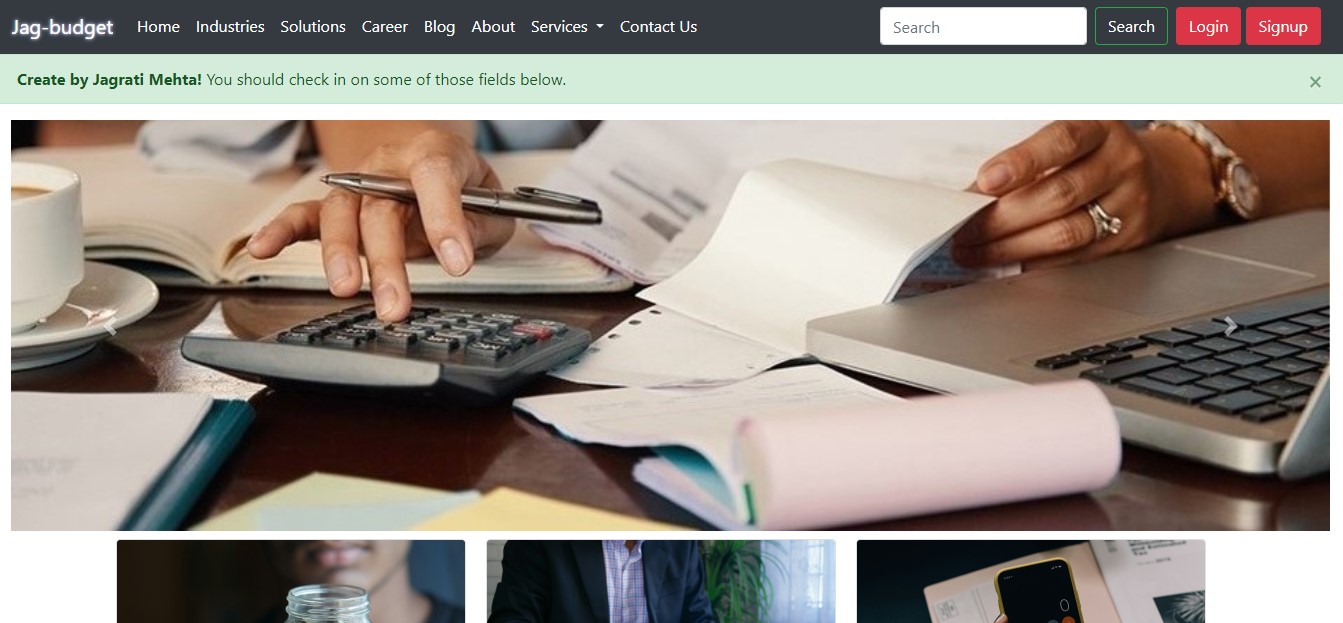 Jag-budget Home Industries Solutions Career Blog About Services Contact Us Search Search Login Signup
Create by Jagrati Mehta! You should check in on some of those fields below. ×